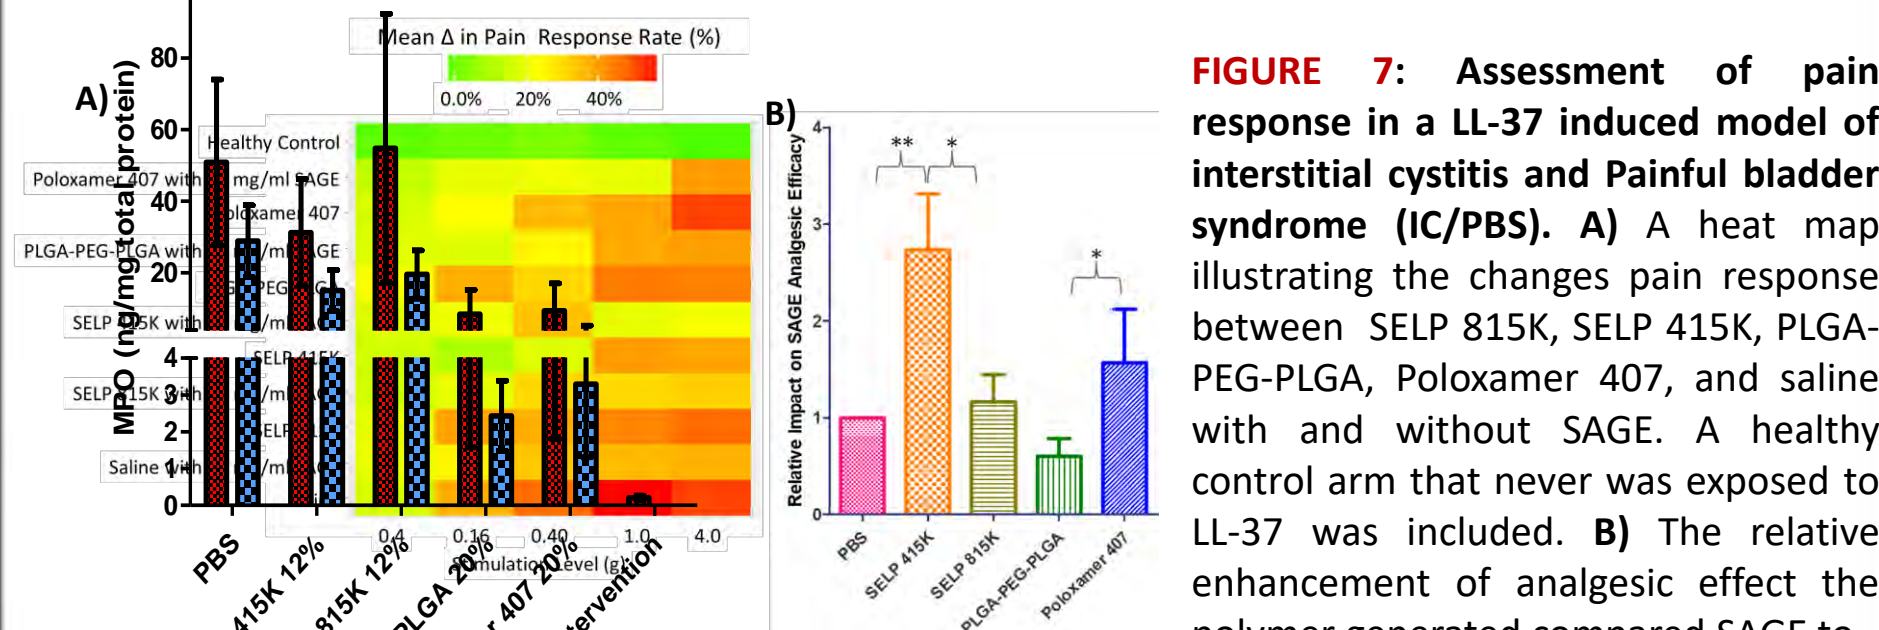 Mean Δ in Pain Response Rate (%)
0.0% 20% 40%
A)
MPO (ng/mg total protein)
80
60
40
20
4
3
2
1
0
Healthy Control
Poloxamer 407 with mg/ml SAGE
Poloxamer 407
PLGA-PEG-PLGA with
SELP 415K with
SELP 415K
SELP 815K with
Saline with
0.4 0.16 0.40 1.0 4.0
Stimulation Level (g)
PBS
415K 12%
815K 12%
PLGA 20%
r 407 20%
tervention
B)
Relative Impact on SAGE Analgesic Efficacy
4
3
2
1
0
** *
*
PBS
SELP 415K
SELP 815K
PLGA-PEG-PLGA
Poloxamer 407
FIGURE 7: Assessment of pain
response in a LL-37 induced model of
interstitial cystitis and Painful bladder
syndrome (IC/PBS). A) A heat map
illustrating the changes pain response
between SELP 815K, SELP 415K, PLGA-
PEG-PLGA, Poloxamer 407, and saline
with and without SAGE. A healthy
control arm that never was exposed to
LL-37 was included. B) The relative
enhancement of analgesic effect the
polymer generated compared SAGE to